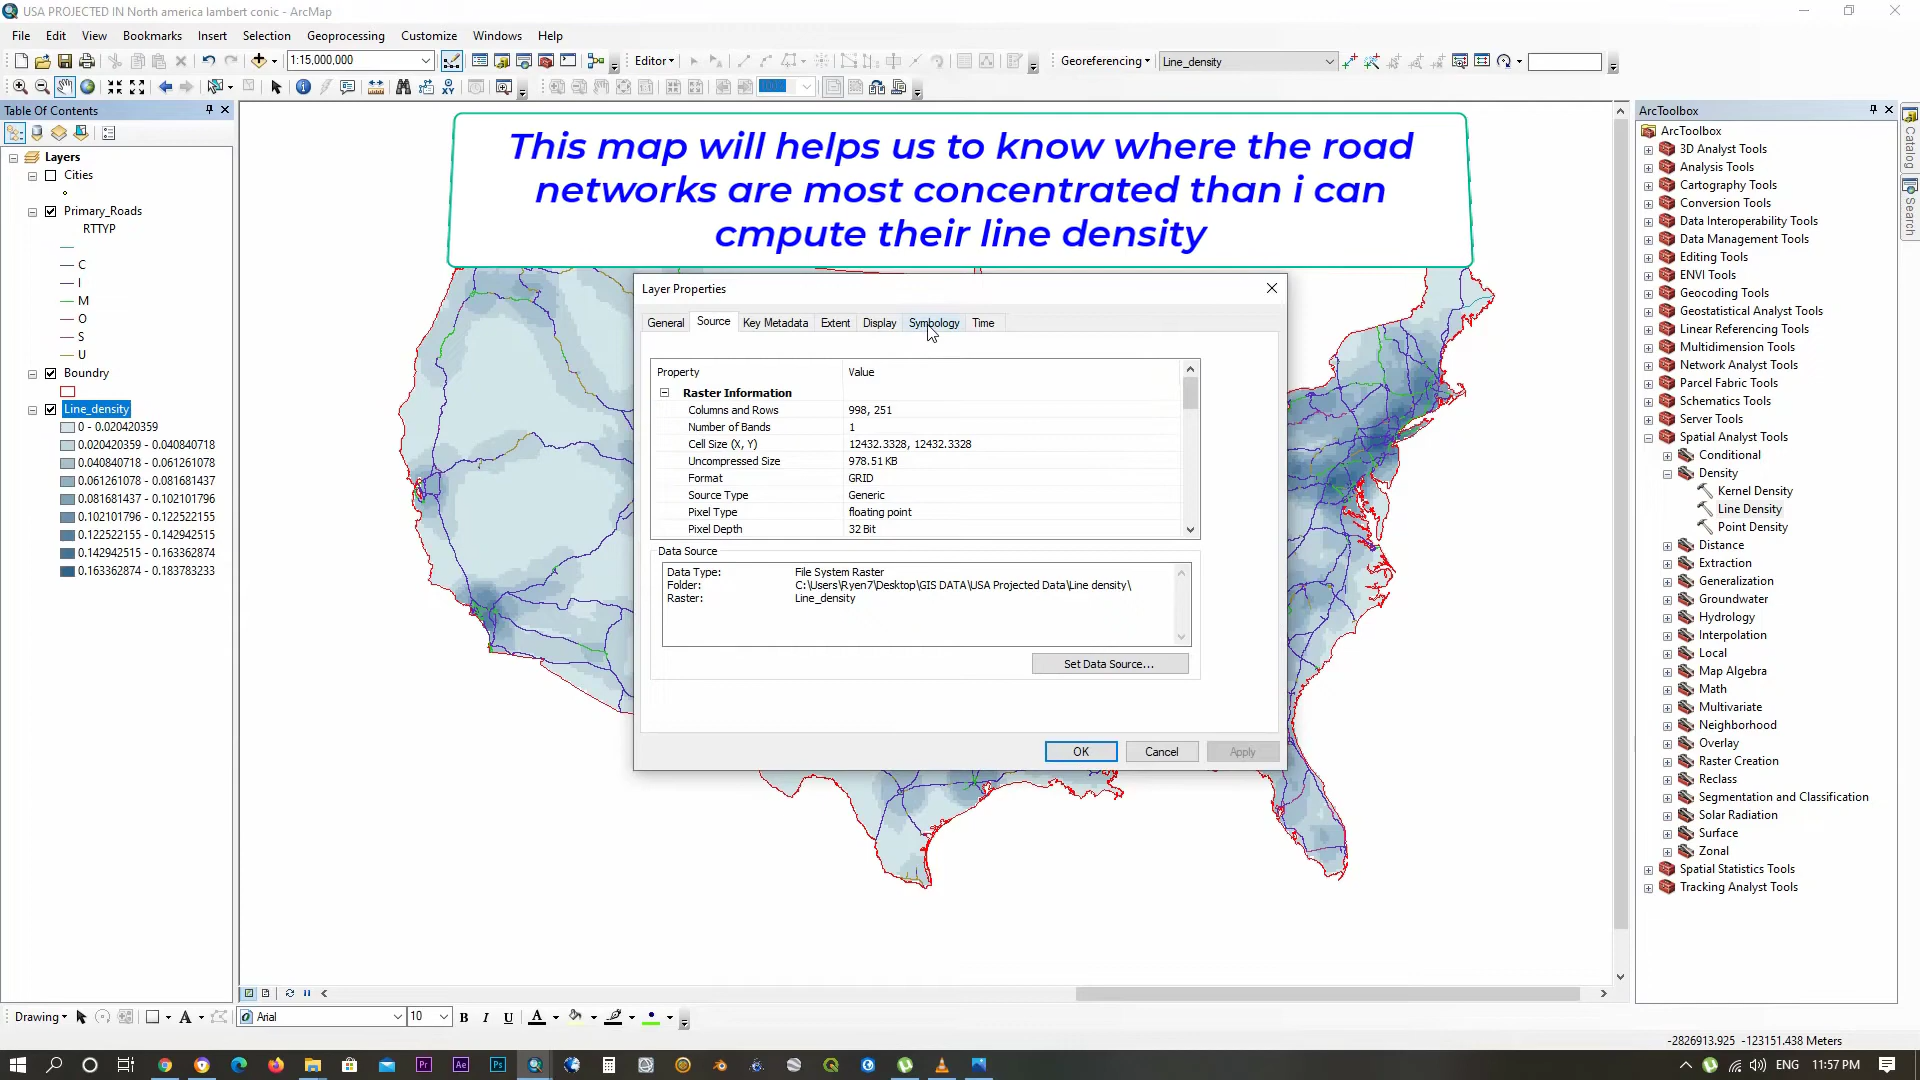 USA PROJECTED IN North america lambert conic - ArcMap
File Edit View Bookmarks Insert Selection Geoprocessing Customize Windows Help
1:15,000,000 Editor Georeferencing Line_density
Table Of Contents
Layers
Cities
Primary_Roads
RTTYP
C
I
M
O
S
U
Boundry
Line_density
0 - 0.020420359
0.020420359 - 0.040840718
0.040840718 - 0.061261078
0.061261078 - 0.081681437
0.081681437 - 0.102101796
0.102101796 - 0.122522155
0.122522155 - 0.142942515
0.142942515 - 0.163362874
0.163362874 - 0.183783233
This map will helps us to know where the road
networks are most concentrated than i can
cmpute their line density
Layer Properties
General Source Key Metadata Extent Display Symbology Time
Property Value
Raster Information
Columns and Rows 998, 251
Number of Bands 1
Cell Size (X, Y) 12432.3328, 12432.3328
Uncompressed Size 978.51 KB
Format GRID
Source Type Generic
Pixel Type floating point
Pixel Depth 32 Bit
Data Source
Data Type: File System Raster
Folder: C:\Users\Ryen7\Desktop\GIS DATA\USA Projected Data\Line density\
Raster: Line_density
Set Data Source...
OK Cancel Apply
ArcToolbox
ArcToolbox
3D Analyst Tools
Analysis Tools
Cartography Tools
Conversion Tools
Data Interoperability Tools
Data Management Tools
Editing Tools
ENVI Tools
Geocoding Tools
Geostatistical Analyst Tools
Linear Referencing Tools
Multidimension Tools
Network Analyst Tools
Parcel Fabric Tools
Schematics Tools
Server Tools
Spatial Analyst Tools
Conditional
Density
Kernel Density
Line Density
Point Density
Distance
Extraction
Generalization
Groundwater
Hydrology
Interpolation
Local
Map Algebra
Math
Multivariate
Neighborhood
Overlay
Raster Creation
Reclass
Segmentation and Classification
Solar Radiation
Surface
Zonal
Spatial Statistics Tools
Tracking Analyst Tools
Catalog
Search
Drawing A Arial 10 B I U A
-2826913.925 -123151.438 Meters
Pr Ae Ps ENG 11:57 PM